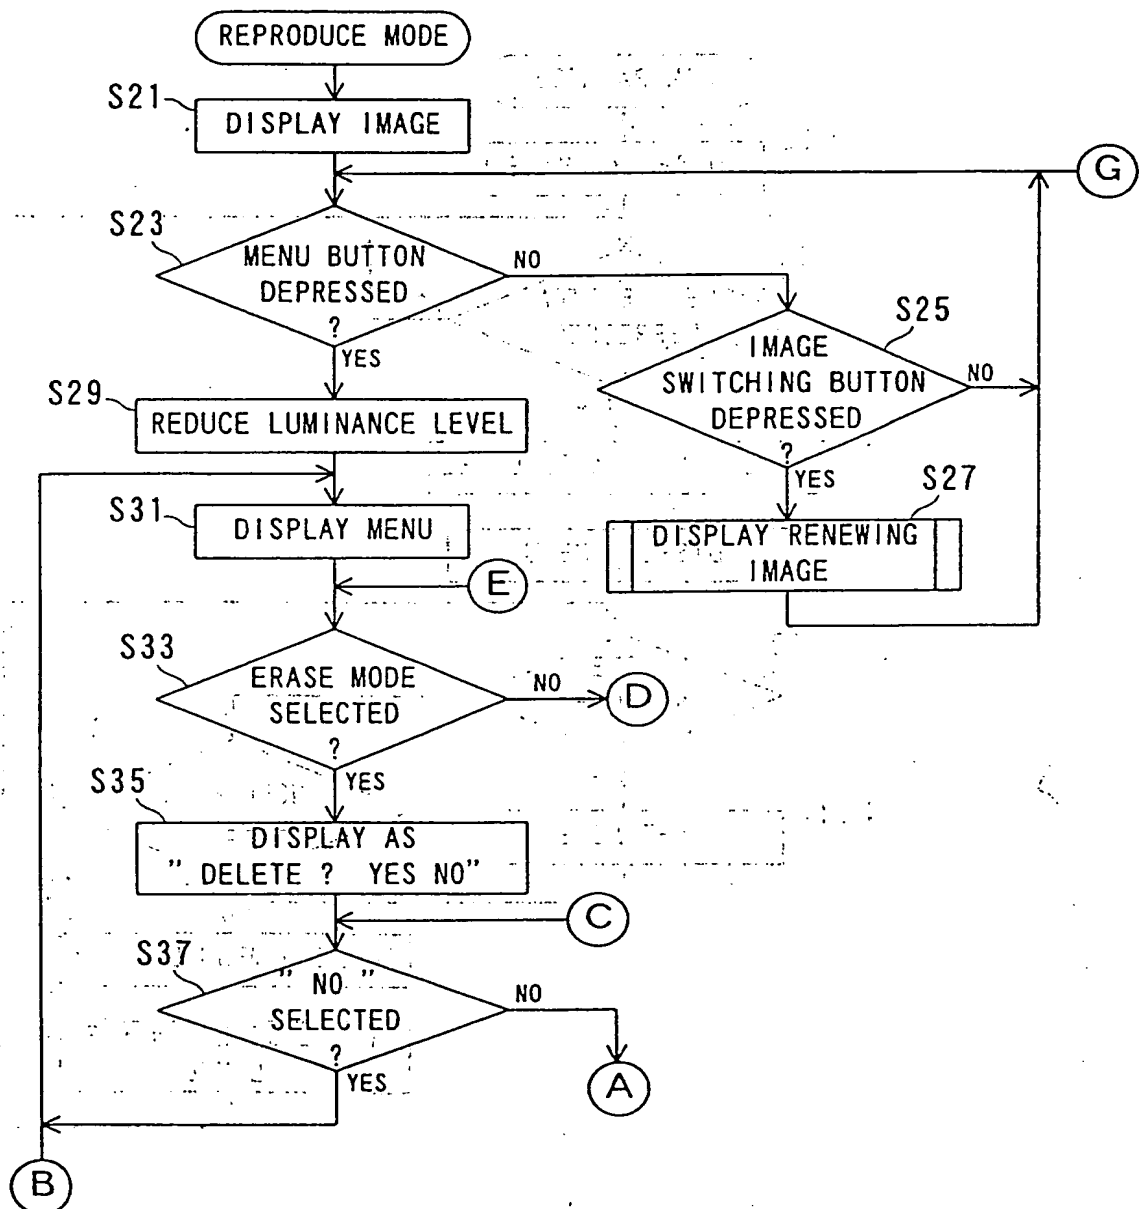 REPRODUCE MODE
S21
DISPLAY IMAGE
G
S23
MENU BUTTON
DEPRESSED
?
NO
YES
S25
IMAGE
SWITCHING BUTTON
DEPRESSED
?
NO
YES
S29
REDUCE LUMINANCE LEVEL
S27
DISPLAY RENEWING
IMAGE
S31
DISPLAY MENU
E
S33
ERASE MODE
SELECTED
?
NO
D
YES
S35
DISPLAY AS
" DELETE ? YES NO"
C
S37
" NO "
SELECTED
?
NO
A
YES
B